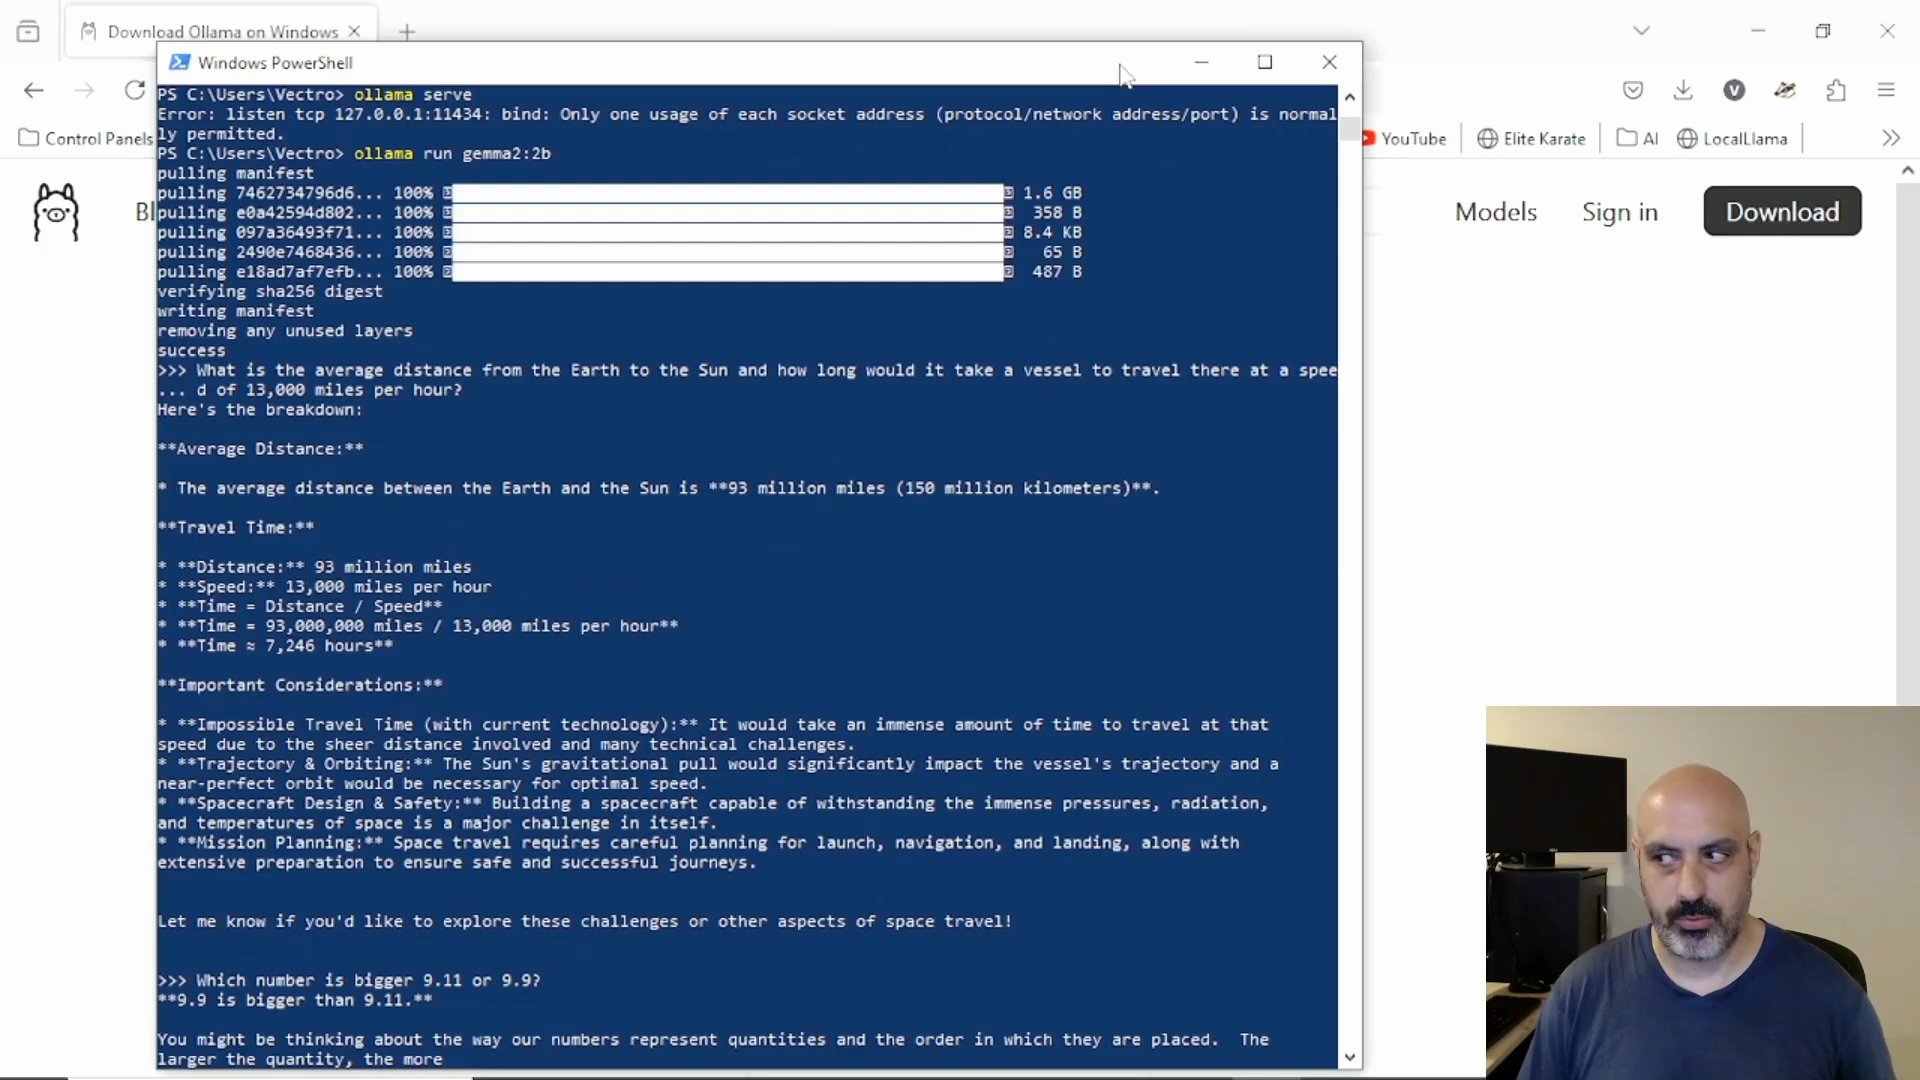 Download Ollama on Windows
Windows PowerShell
PS C:\Users\Vectro> ollama serve
Error: listen tcp 127.0.0.1:11434: bind: Only one usage of each socket address (protocol/network address/port) is normal
ly permitted.
PS C:\Users\Vectro> ollama run gemma2:2b
pulling manifest
pulling 7462734796d6... 100% 1.6 GB
pulling e0a42594d802... 100% 358 B
pulling 097a36493f71... 100% 8.4 KB
pulling 2490e7468436... 100% 65 B
pulling e18ad7af7efb... 100% 487 B
verifying sha256 digest
writing manifest
removing any unused layers
success
>>> What is the average distance from the Earth to the Sun and how long would it take a vessel to travel there at a spee
... d of 13,000 miles per hour?
Here's the breakdown:
**Average Distance:**
* The average distance between the Earth and the Sun is **93 million miles (150 million kilometers)**.
**Travel Time:**
* **Distance:** 93 million miles
* **Speed:** 13,000 miles per hour
* **Time = Distance / Speed**
* **Time = 93,000,000 miles / 13,000 miles per hour**
* **Time ≈ 7,246 hours**
**Important Considerations:**
* **Impossible Travel Time (with current technology):** It would take an immense amount of time to travel at that
speed due to the sheer distance involved and many technical challenges.
* **Trajectory & Orbiting:** The Sun's gravitational pull would significantly impact the vessel's trajectory and a
near-perfect orbit would be necessary for optimal speed.
* **Spacecraft Design & Safety:** Building a spacecraft capable of withstanding the immense pressures, radiation,
and temperatures of space is a major challenge in itself.
* **Mission Planning:** Space travel requires careful planning for launch, navigation, and landing, along with
extensive preparation to ensure safe and successful journeys.
Let me know if you'd like to explore these challenges or other aspects of space travel!
>>> Which number is bigger 9.11 or 9.9?
**9.9 is bigger than 9.11.**
You might be thinking about the way our numbers represent quantities and the order in which they are placed. The
larger the quantity, the more
V
Control Panels
YouTube
Elite Karate
AI
LocalLlama
Bl
Models
Sign in
Download